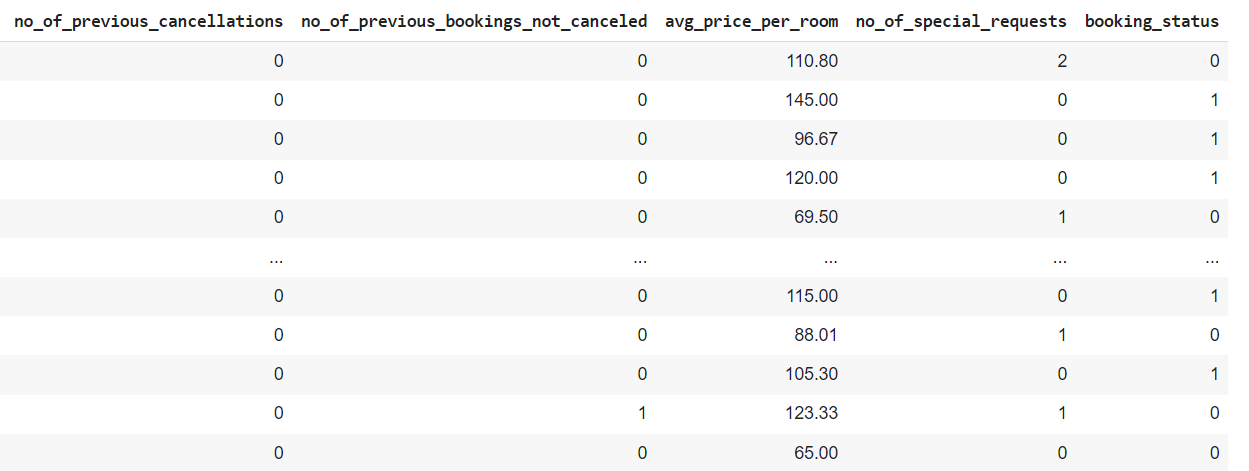 no_of_previous_cancellations no_of_previous_bookings_not_canceled avg_price_per_room no_of_special_requests booking_status
0 0 110.80 2 0
0 0 145.00 0 1
0 0 96.67 0 1
0 0 120.00 0 1
0 0 69.50 1 0
... ... ... ... ...
0 0 115.00 0 1
0 0 88.01 1 0
0 0 105.30 0 1
0 1 123.33 1 0
0 0 65.00 0 0